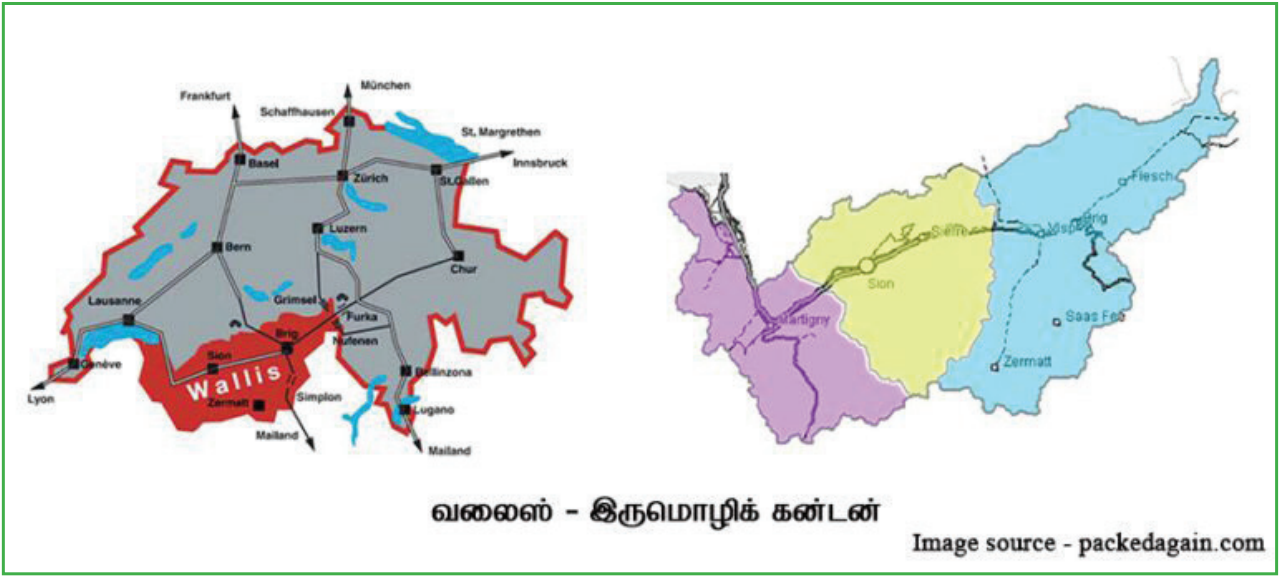 München
Frankfurt
Schaffhausen
St. Margrethen
Innsbruck
Basel
Zürich
St.Gallen
Luzern
Bern
Chur
Lausanne
Grimsel
Furka
Brig
Nufenen
Sion
Genève
Wallis
Bellinzona
Lyon
Zermatt
Simplon
Lugano
Mailand
Mailand
Fiesch
Brig
Visp
Sierre
Sion
Martigny
Saas Fee
Zermatt
வலைஸ் - இருமொழிக் கன்டன்
Image source - packedagain.com